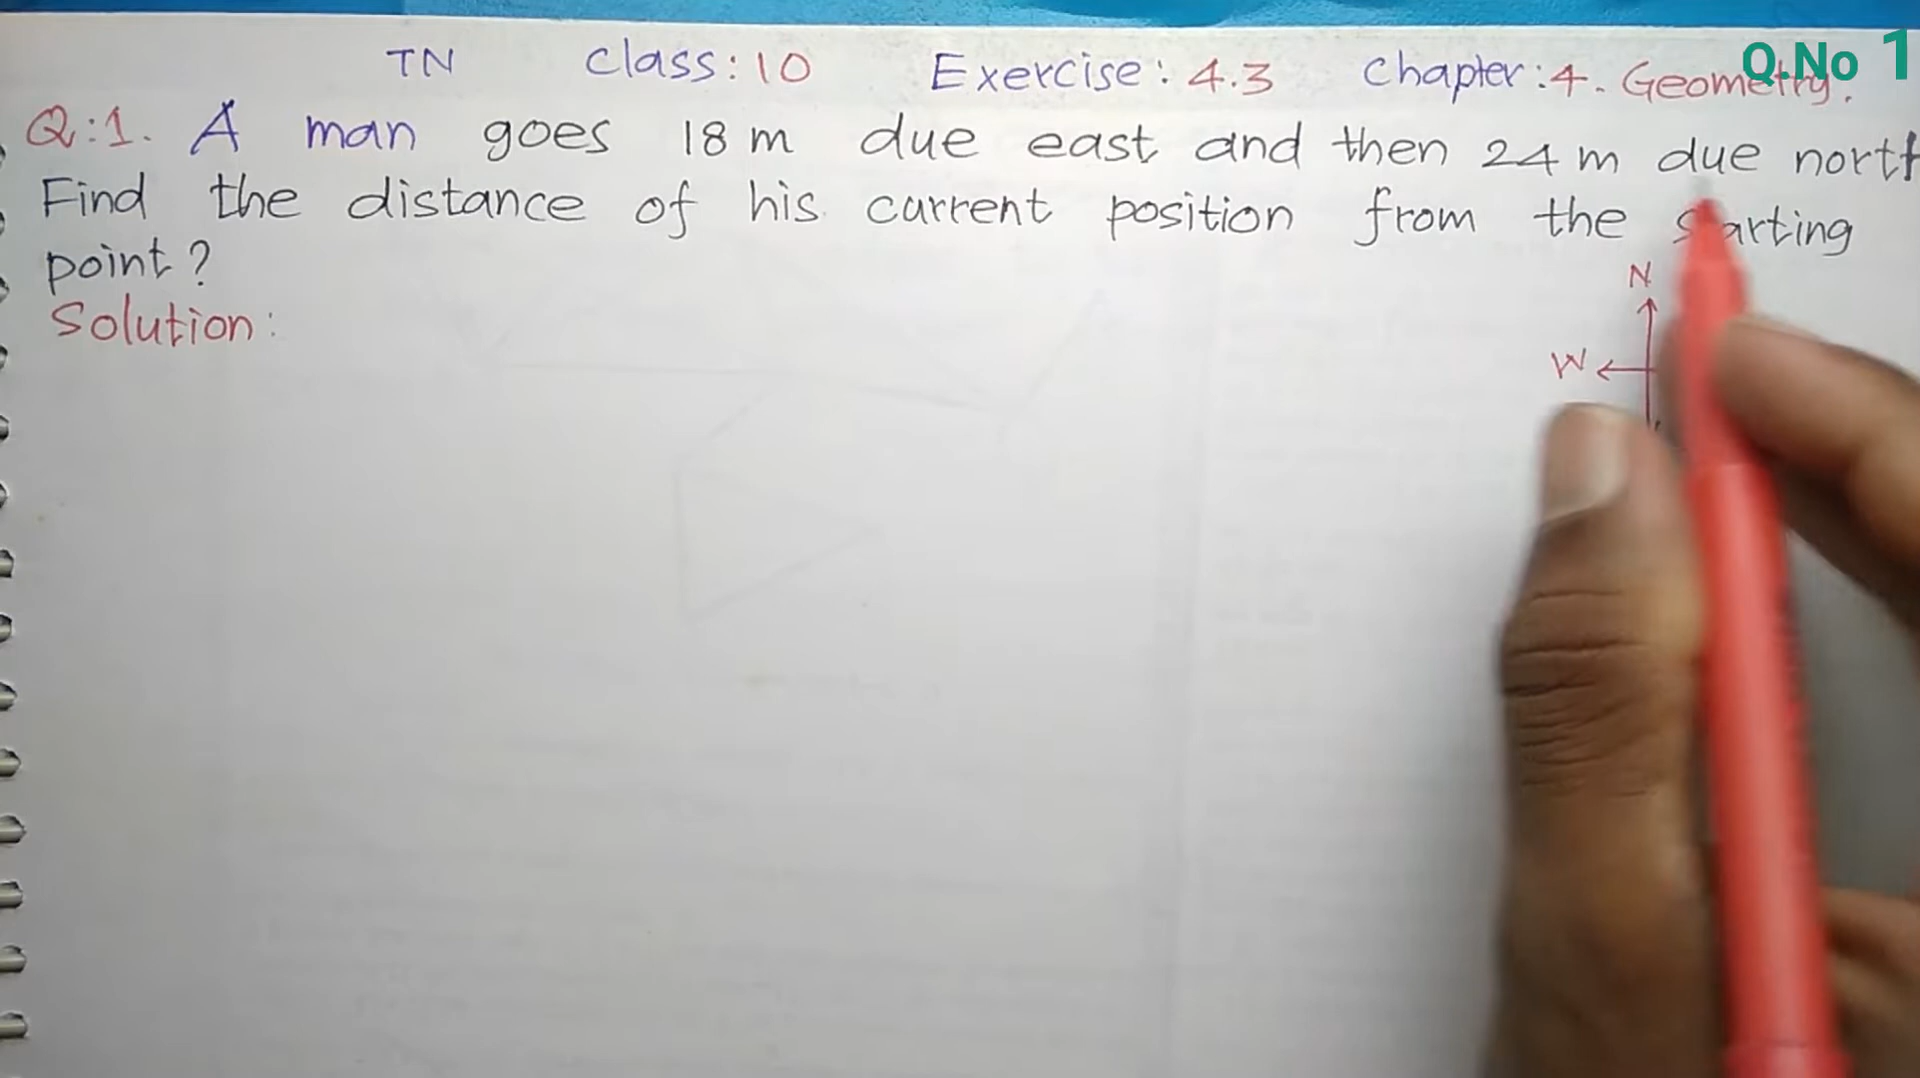 TN Class: 10 Exercise: 4.3 Chapter: 4. Geometry.
Q.No 1
Q:1. A man goes 18 m due east and then 24 m due north
Find the distance of his current position from the starting
point?
Solution:
N
W